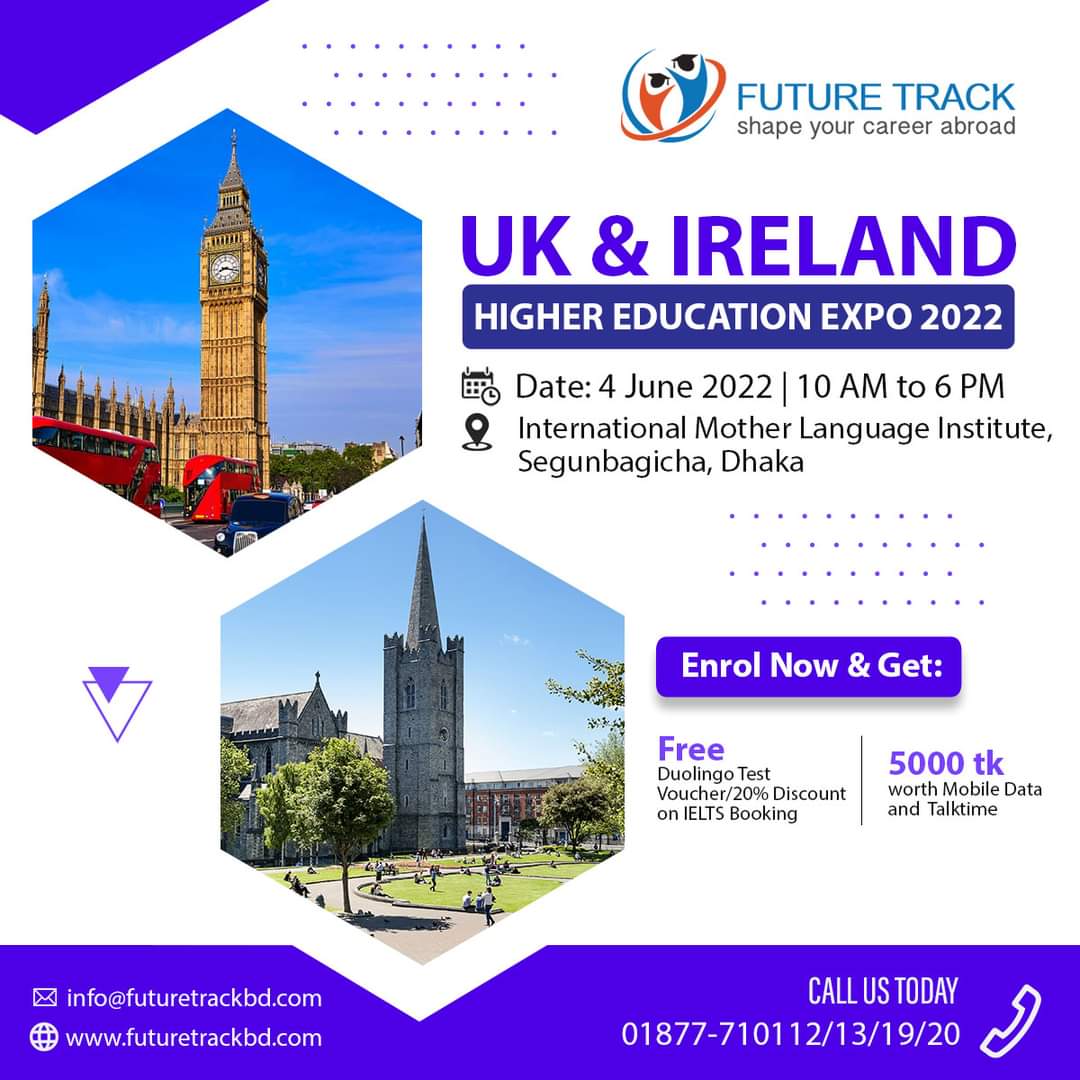 FUTURE TRACK
shape your career abroad
UK & IRELAND
HIGHER EDUCATION EXPO 2022
Date: 4 June 2022 | 10 AM to 6 PM
International Mother Language Institute,
Segunbagicha, Dhaka
Enrol Now & Get:
Free
Duolingo Test
Voucher/20% Discount
on IELTS Booking
5000 tk
worth Mobile Data
and Talktime
info@futuretrackbd.com
www.futuretrackbd.com
CALL US TODAY
01877-710112/13/19/20